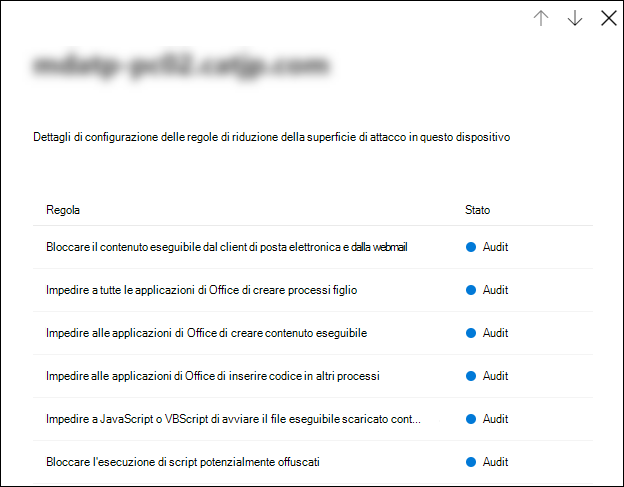 Dettagli di configurazione delle regole di riduzione della superficie di attacco in questo dispositivo
Regola Stato
Bloccare il contenuto eseguibile dal client di posta elettronica e dalla webmail Audit
Impedire a tutte le applicazioni di Office di creare processi figlio Audit
Impedire alle applicazioni di Office di creare contenuto eseguibile Audit
Impedire alle applicazioni di Office di inserire codice in altri processi Audit
Impedire a JavaScript o VBScript di avviare il file eseguibile scaricato cont... Audit
Bloccare l'esecuzione di script potenzialmente offuscati Audit